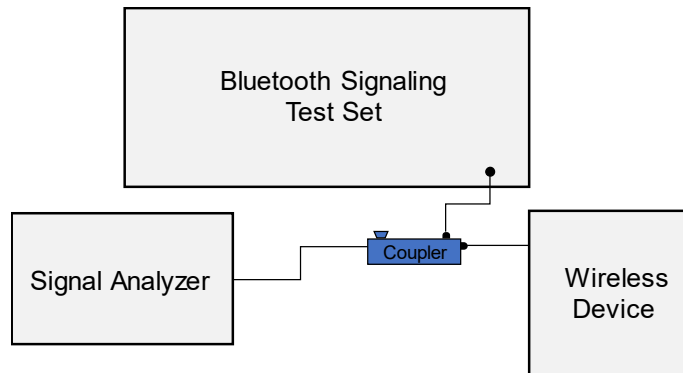 Bluetooth Signaling
Test Set
Signal Analyzer
Coupler
Wireless
Device